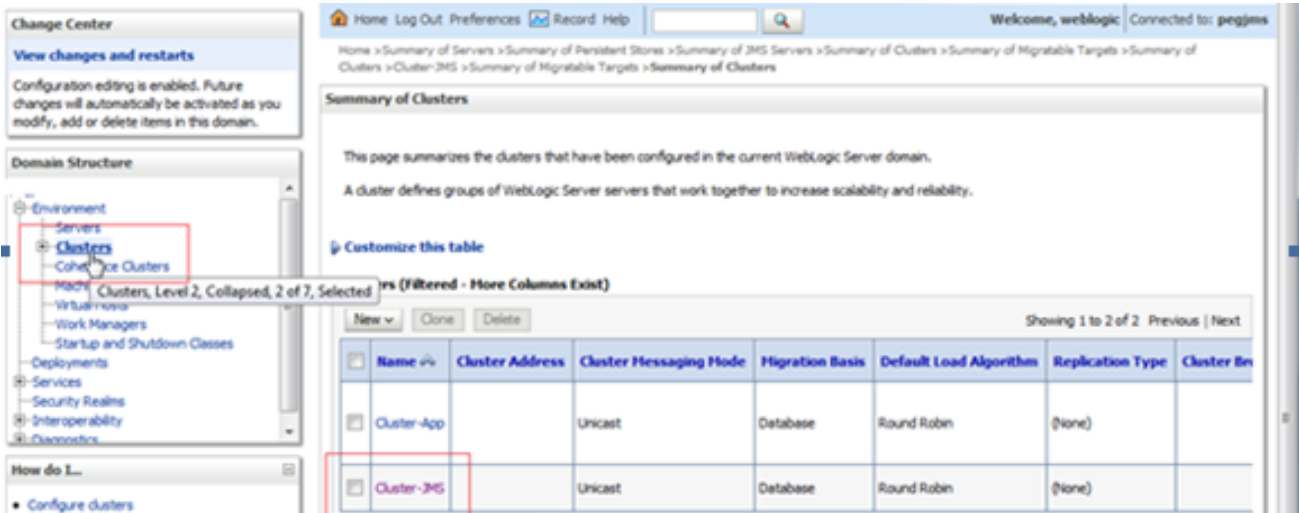 Change Center
View changes and restarts
Configuration editing is enabled. Future
changes will automatically be activated as you
modify, add or delete items in this domain.
Domain Structure
Environment
Servers
Clusters
Coherence Clusters
Clusters, Level 2, Collapsed, 2 of 7, Selected
Work Managers
Startup and Shutdown Classes
Deployments
Services
Security Realms
Interoperability
Diagnostics
How do I...
Configure clusters
Home Log Out Preferences Record Help
Welcome, weblogic Connected to: pegjms
Home >Summary of Servers >Summary of Persistent Stores >Summary of JMS Servers >Summary of Clusters >Summary of Migratable Targets >Summary of
Clusters >Cluster-JMS >Summary of Migratable Targets >Summary of Clusters
Summary of Clusters
This page summarizes the clusters that have been configured in the current WebLogic Server domain.
A cluster defines groups of WebLogic Server servers that work together to increase scalability and reliability.
Customize this table
(Filtered - More Columns Exist)
New Clone Delete Showing 1 to 2 of 2 Previous | Next
Name Cluster Address Cluster Messaging Mode Migration Basis Default Load Algorithm Replication Type Cluster
Cluster-App Unicast Database Round Robin (None)
Cluster-JMS Unicast Database Round Robin (None)